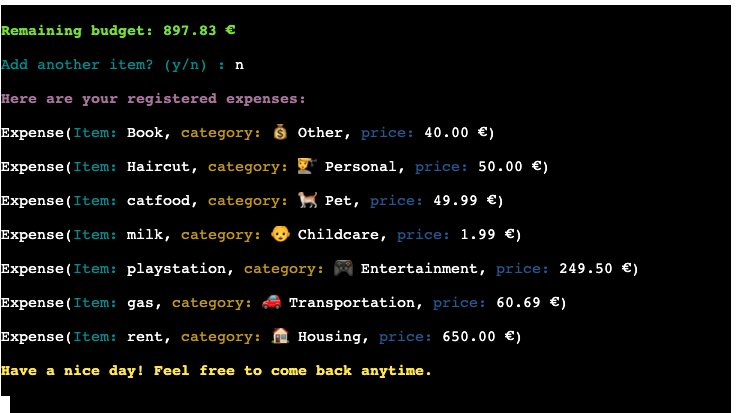 Remaining budget: 897.83 €
Add another item? (y/n) : n
Here are your registered expenses:
Expense(Item: Book, category: 💰 Other, price: 40.00 €)
Expense(Item: Haircut, category: 💇 Personal, price: 50.00 €)
Expense(Item: catfood, category: 🐈 Pet, price: 49.99 €)
Expense(Item: milk, category: 👶 Childcare, price: 1.99 €)
Expense(Item: playstation, category: 🎮 Entertainment, price: 249.50 €)
Expense(Item: gas, category: 🚗 Transportation, price: 60.69 €)
Expense(Item: rent, category: 🏠 Housing, price: 650.00 €)
Have a nice day! Feel free to come back anytime.